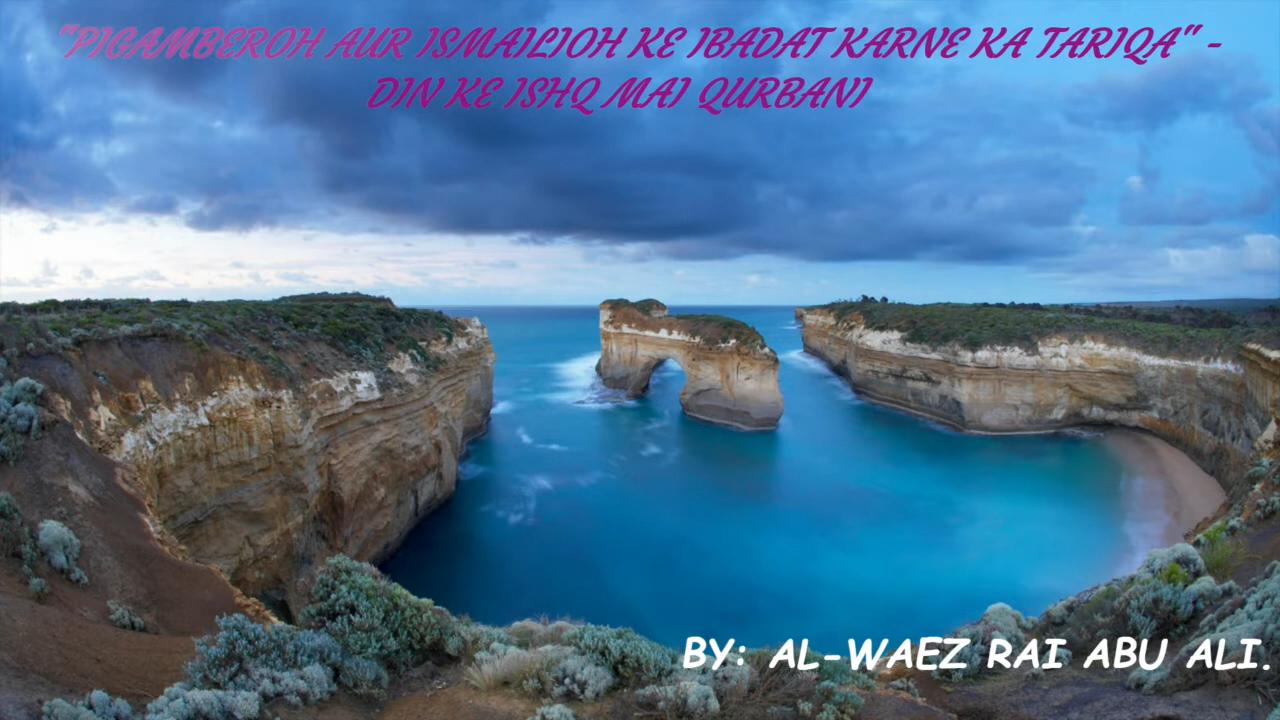 "PIGAMBEROH AUR ISMAILIOH KE IBADAT KARNE KA TARIQA" -
DIN KE ISHQ MAI QURBANI
BY: AL-WAEZ RAI ABU ALI.